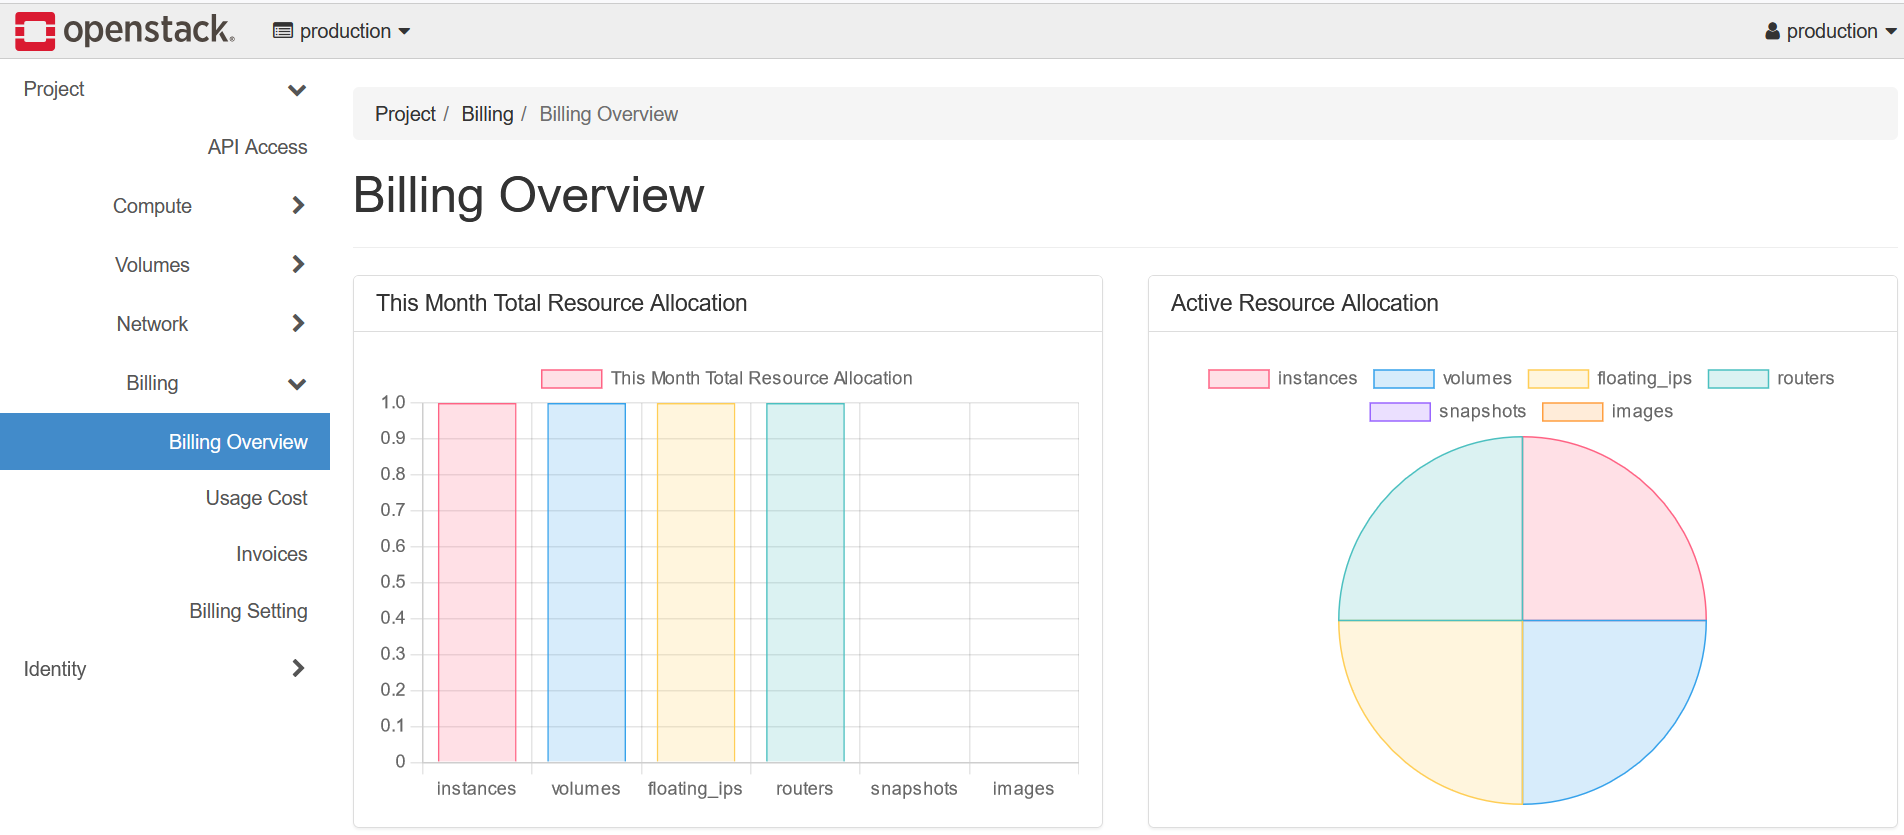 openstack. production production
Project
API Access
Compute
Volumes
Network
Billing
Billing Overview
Usage Cost
Invoices
Billing Setting
Identity
Project / Billing / Billing Overview
Billing Overview
This Month Total Resource Allocation
This Month Total Resource Allocation
1.0
0.9
0.8
0.7
0.6
0.5
0.4
0.3
0.2
0.1
0
instances volumes floating_ips routers snapshots images
Active Resource Allocation
instances volumes floating_ips routers
snapshots images